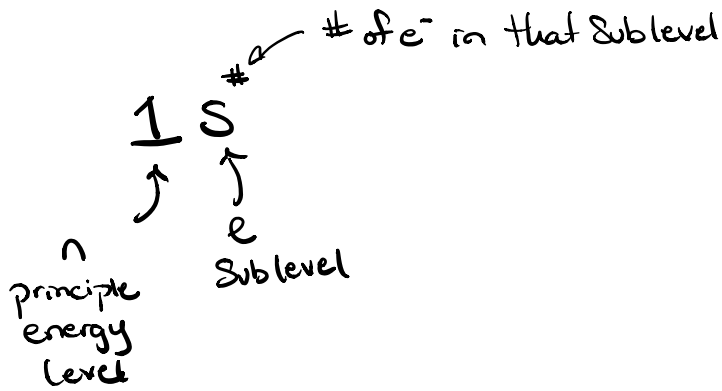 # of e⁻ in that Sublevel
1 S^#
n
principle
energy
level
e
Sublevel